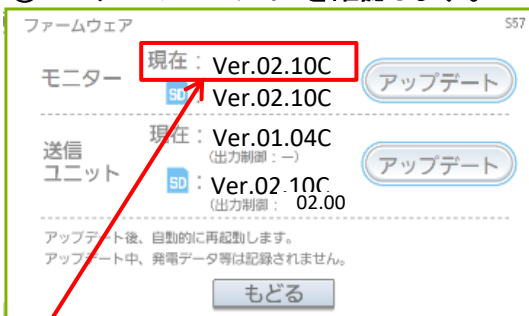 ファームウェア S57
モニター 現在： Ver.02.10C アップデート
SD ： Ver.02.10C
送信ユニット 現在： Ver.01.04C アップデート
(出力制御：－)
SD ： Ver.02.10C
(出力制御： 02.00
アップデート後、自動的に再起動します。
アップデート中、発電データ等は記録されません。
もどる